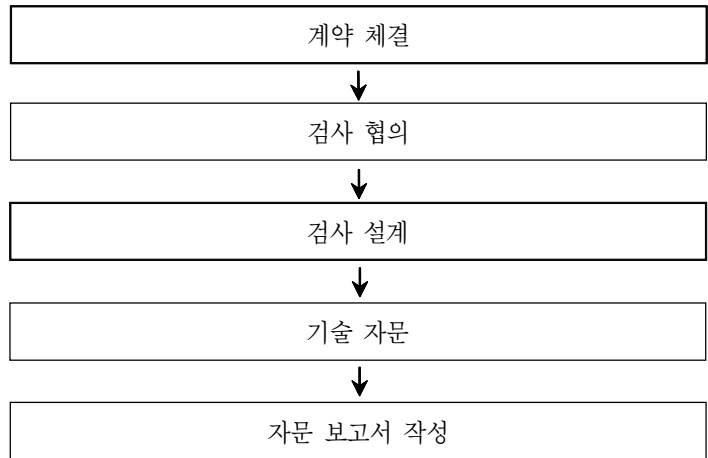 계약 체결
검사 협의
검사 설계
기술 자문
자문 보고서 작성